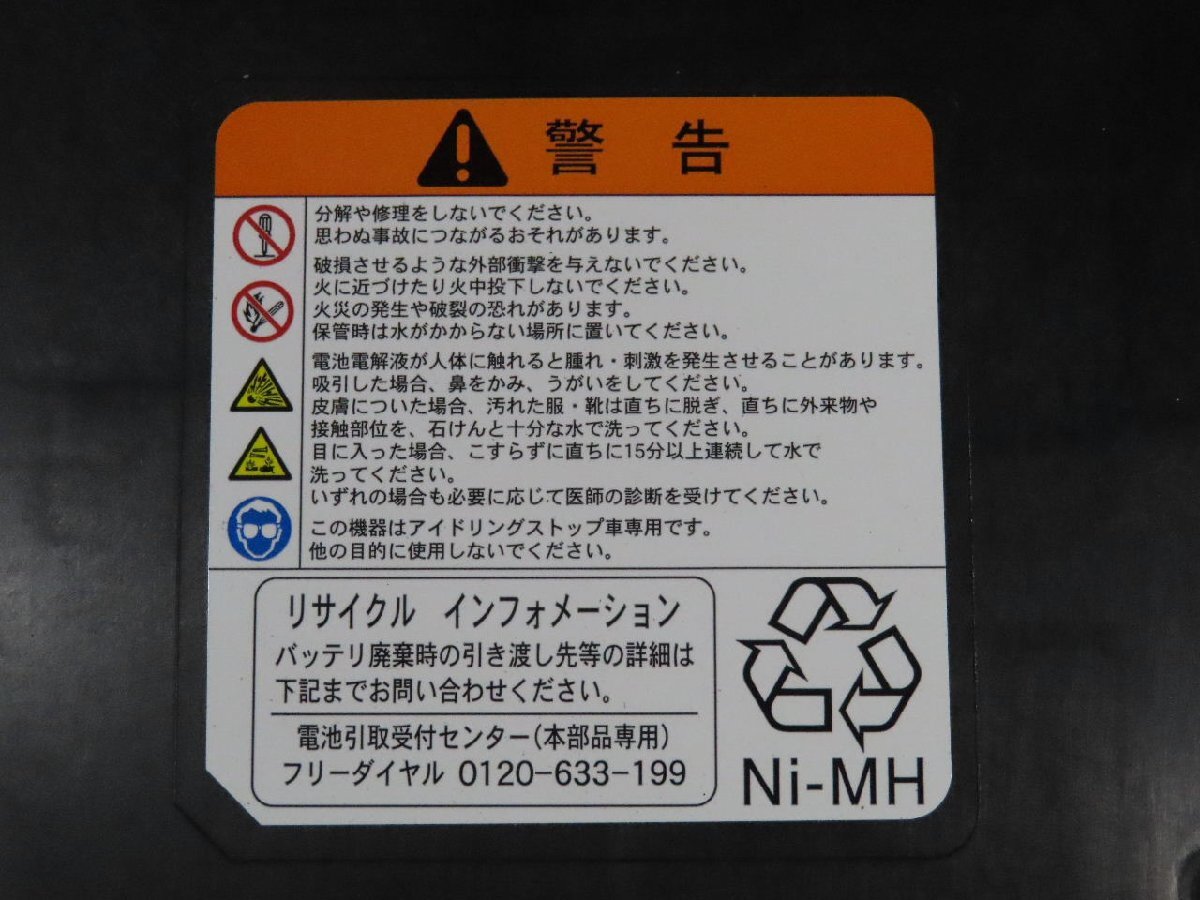 警告
分解や修理をしないでください。
思わぬ事故につながるおそれがあります。
破損させるような外部衝撃を与えないでください。
火に近づけたり火中投下しないでください。
火災の発生や破裂の恐れがあります。
保管時は水がかからない場所に置いてください。
電池電解液が人体に触れると腫れ・刺激を発生させることがあります。
吸引した場合、鼻をかみ、うがいをしてください。
皮膚についた場合、汚れた服・靴は直ちに脱ぎ、直ちに外来物や
接触部位を、石けんと十分な水で洗ってください。
目に入った場合、こすらずに直ちに15分以上連続して水で
洗ってください。
いずれの場合も必要に応じて医師の診断を受けてください。
この機器はアイドリングストップ車専用です。
他の目的に使用しないでください。
リサイクル インフォメーション
バッテリ廃棄時の引き渡し先等の詳細は
下記までお問い合わせください。
電池引取受付センター(本部品専用)
フリーダイヤル 0120-633-199
Ni-MH